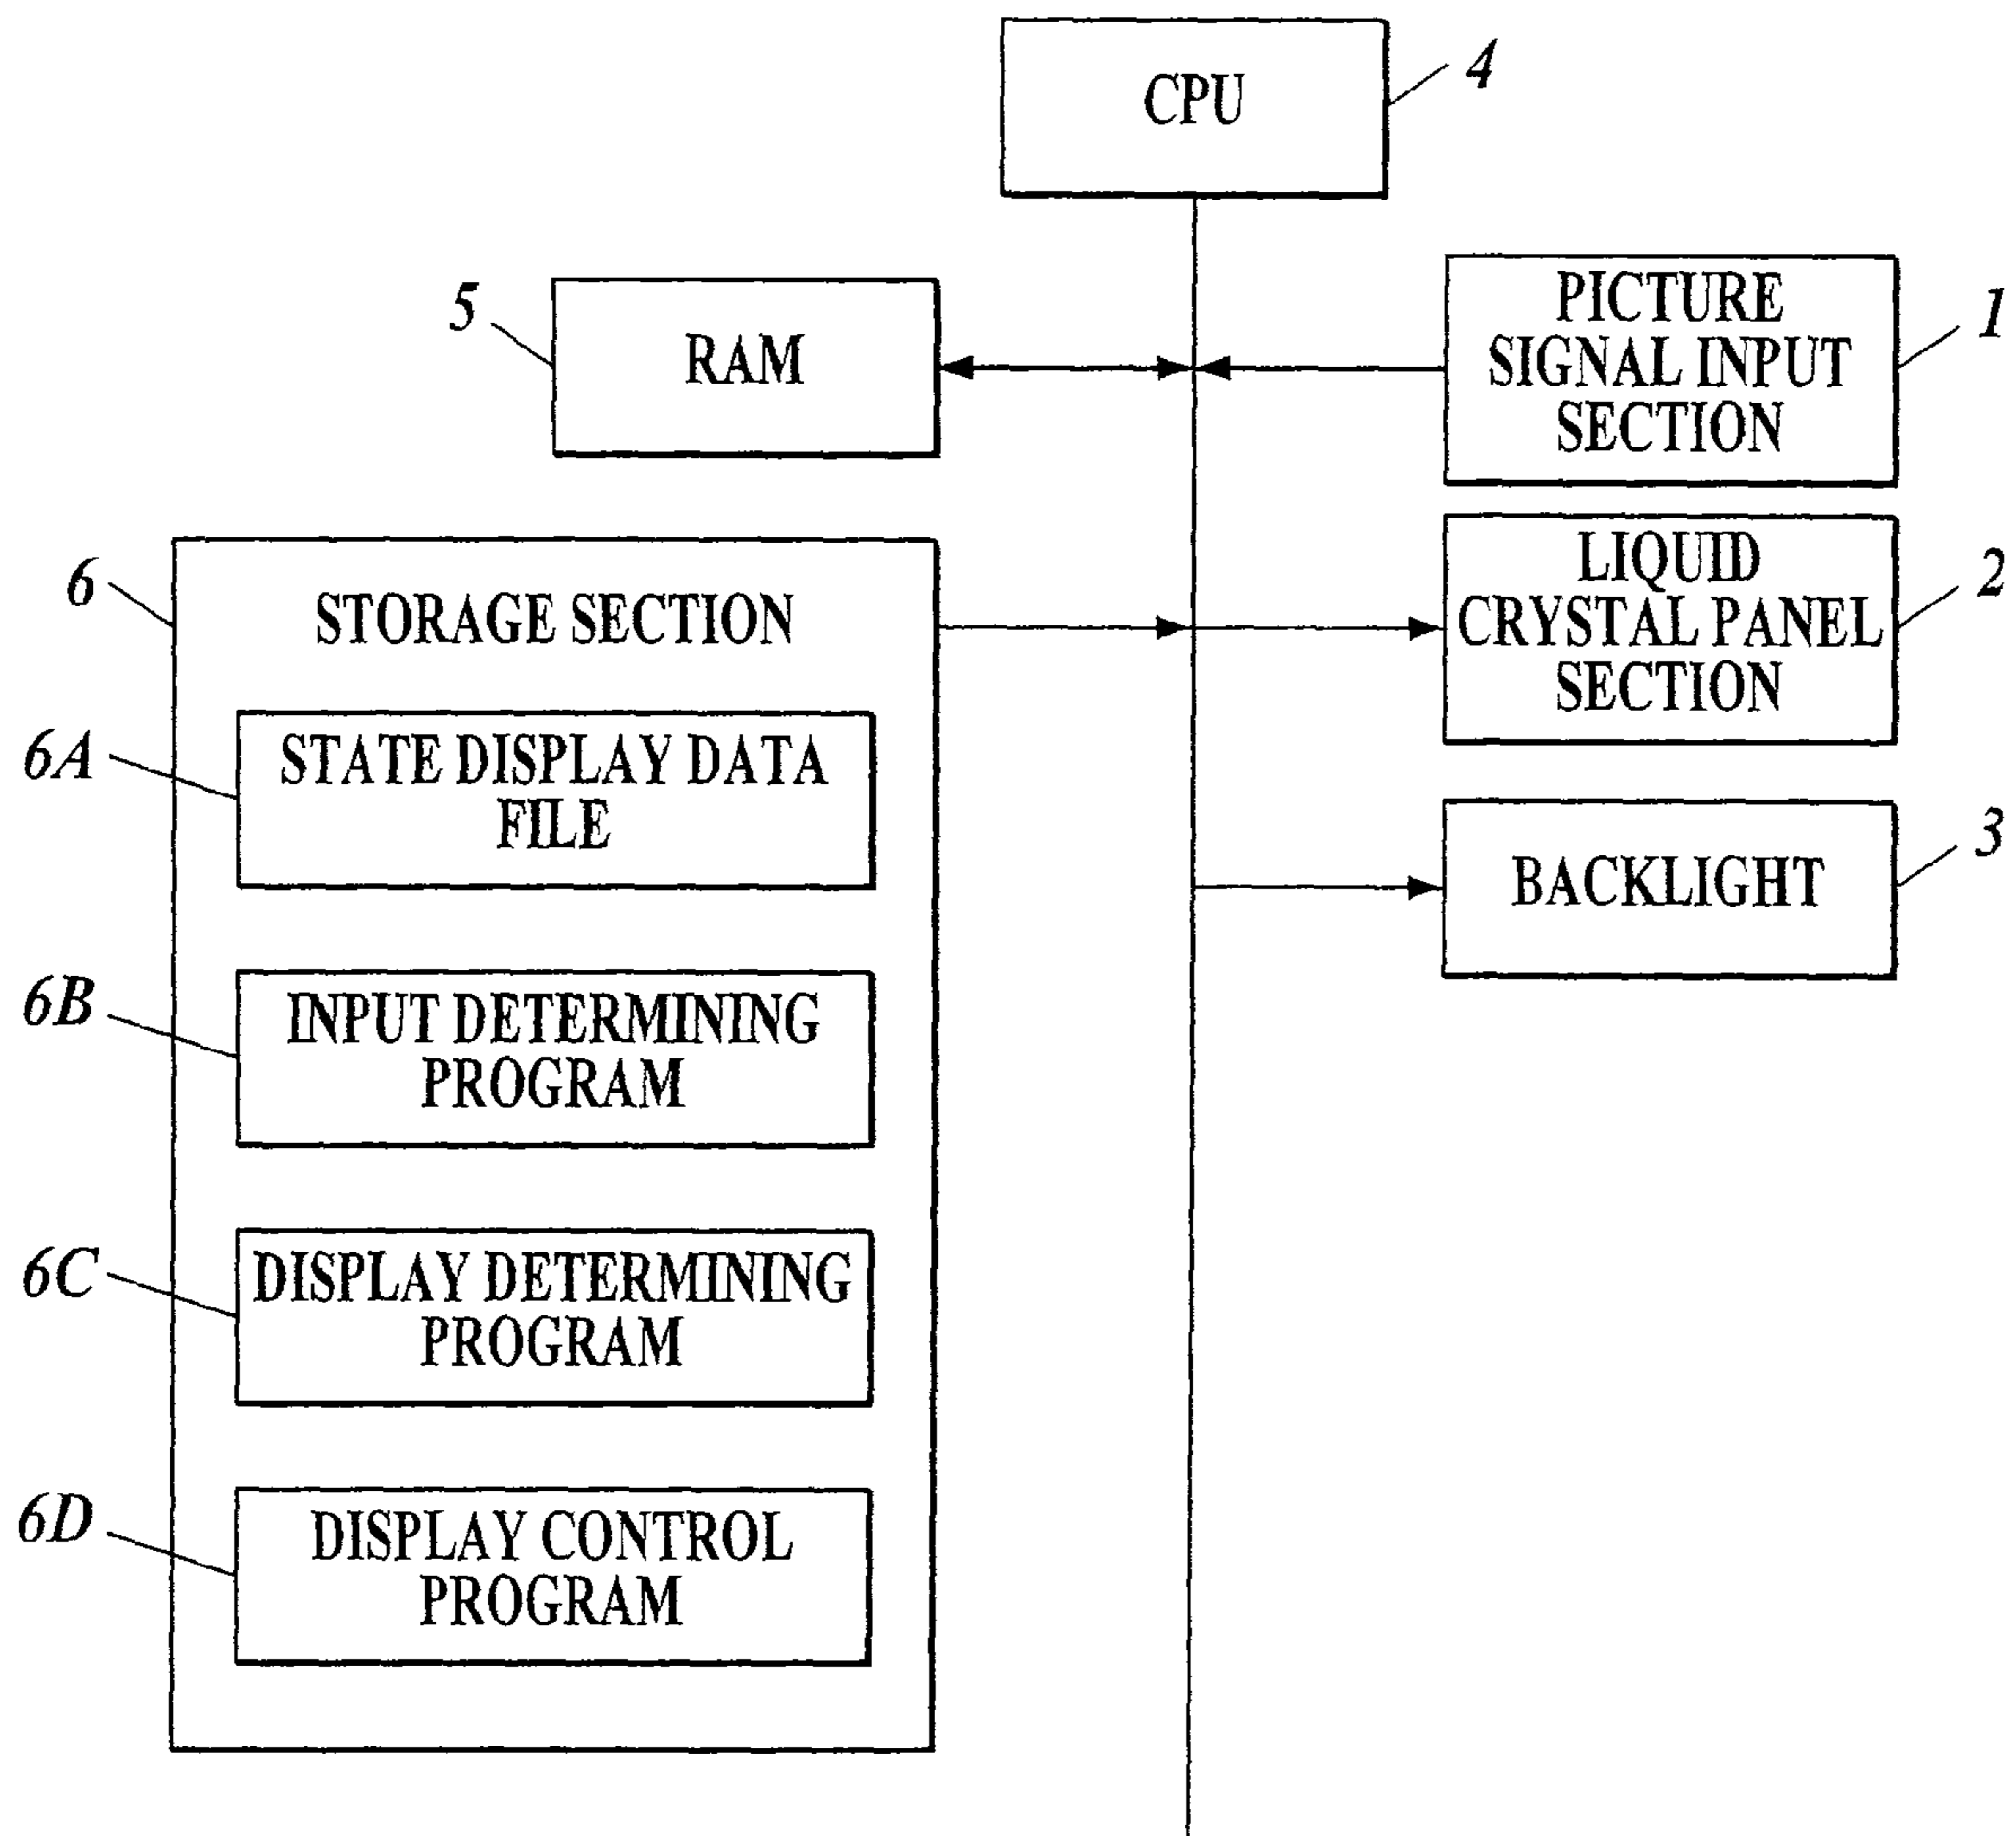 CPU
4
5
RAM
PICTURE
SIGNAL INPUT
SECTION
1
6
STORAGE SECTION
LIQUID
CRYSTAL PANEL
SECTION
2
6A
STATE DISPLAY DATA
FILE
BACKLIGHT
3
6B
INPUT DETERMINING
PROGRAM
6C
DISPLAY DETERMINING
PROGRAM
6D
DISPLAY CONTROL
PROGRAM